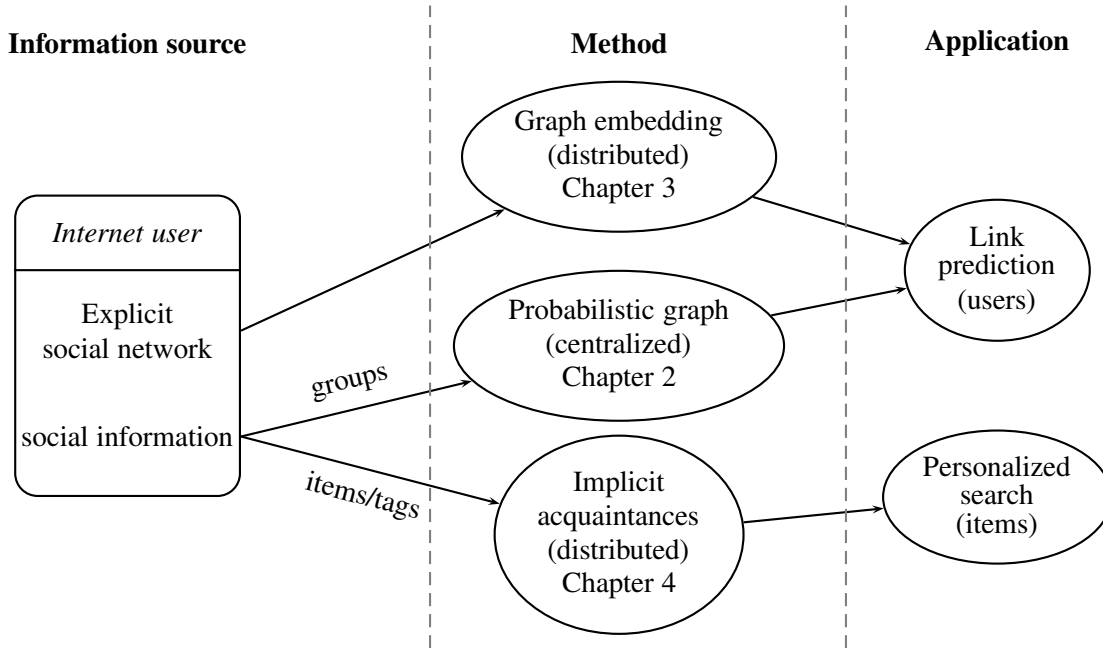 Information source
Method
Application
Internet user
Explicit
social network
social information
groups
items/tags
Graph embedding
(distributed)
Chapter 3
Probabilistic graph
(centralized)
Chapter 2
Implicit
acquaintances
(distributed)
Chapter 4
Link
prediction
(users)
Personalized
search
(items)